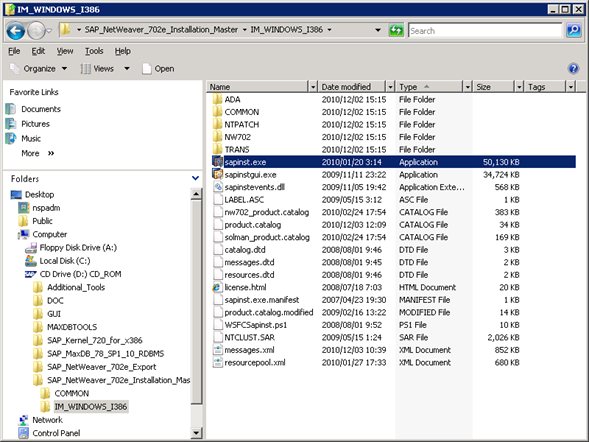 IM_WINDOWS_I386
SAP_NetWeaver_702e_Installation_Master IM_WINDOWS_I386 Search
File Edit View Tools Help
Organize Views Open
Favorite Links
Documents
Pictures
Music
More »
Folders
Desktop
nspadm
Public
Computer
Floppy Disk Drive (A:)
Local Disk (C:)
CD Drive (D:) CD_ROM
Additional_Tools
DOC
GUI
MAXDBTOOLS
SAP_Kernel_720_for_x86
SAP_MaxDB_78_SP1_10_RDBMS
SAP_NetWeaver_702e_Export
SAP_NetWeaver_702e_Installation_Mas
COMMON
IM_WINDOWS_I386
Network
Control Panel
Name Date modified Type Size Tags
ADA 2010/12/02 15:15 File Folder
COMMON 2010/12/02 15:15 File Folder
NTPATCH 2010/12/02 15:15 File Folder
NW702 2010/12/02 15:15 File Folder
TRANS 2010/12/02 15:15 File Folder
sapinst.exe 2010/01/20 3:14 Application 50,130 KB
sapinstgui.exe 2009/11/11 23:22 Application 34,724 KB
sapinstevents.dll 2009/11/05 19:42 Application Exte... 568 KB
LABEL.ASC 2009/05/15 3:12 ASC File 1 KB
nw702_product.catalog 2010/02/24 17:54 CATALOG File 383 KB
product.catalog 2010/12/03 12:09 CATALOG File 34 KB
solman_product.catalog 2010/02/24 17:54 CATALOG File 169 KB
catalog.dtd 2008/08/01 9:46 DTD File 3 KB
messages.dtd 2008/08/01 9:45 DTD File 2 KB
resources.dtd 2008/08/01 9:46 DTD File 2 KB
license.html 2008/07/18 7:03 HTML Document 20 KB
sapinst.exe.manifest 2007/04/23 19:30 MANIFEST File 1 KB
product.catalog.modified 2009/02/16 13:22 MODIFIED File 14 KB
WSFCSapinst.ps1 2008/08/01 9:52 PS1 File 10 KB
NTCLUST.SAR 2009/05/15 1:24 SAR File 2,026 KB
messages.xml 2010/12/03 10:39 XML Document 852 KB
resourcepool.xml 2010/01/27 17:33 XML Document 680 KB